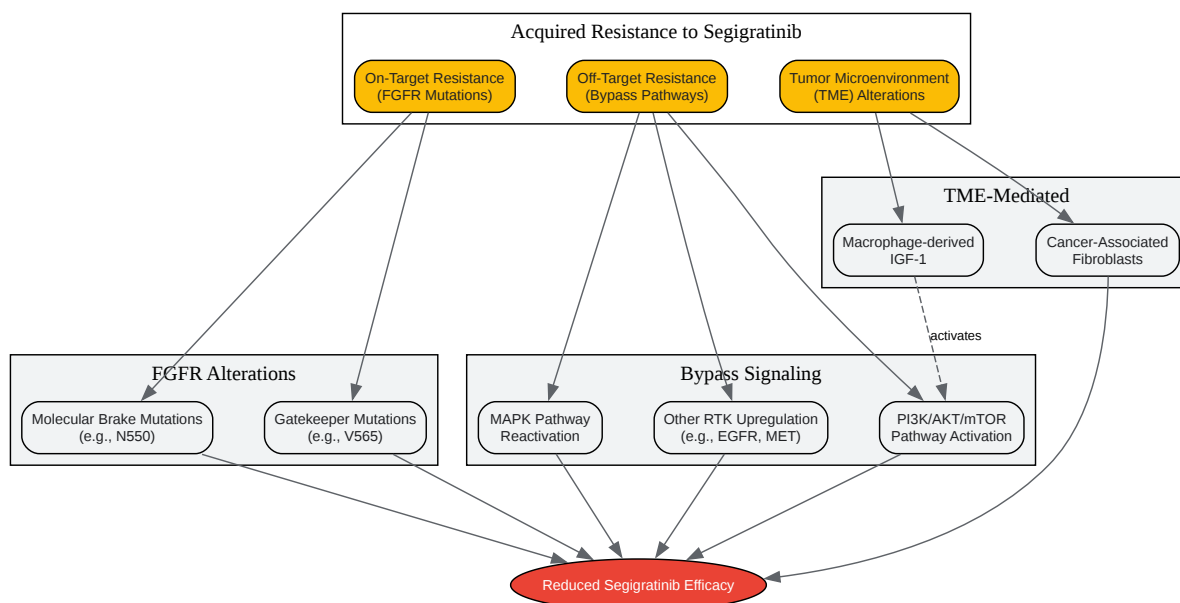 Acquired Resistance to Segigratinib
On-Target Resistance
(FGFR Mutations)
Off-Target Resistance
(Bypass Pathways)
Tumor Microenvironment
(TME) Alterations
TME-Mediated
Macrophage-derived
IGF-1
Cancer-Associated
Fibroblasts
activates
FGFR Alterations
Molecular Brake Mutations
(e.g., N550)
Gatekeeper Mutations
(e.g., V565)
Bypass Signaling
MAPK Pathway
Reactivation
Other RTK Upregulation
(e.g., EGFR, MET)
PI3K/AKT/mTOR
Pathway Activation
Reduced Segigratinib Efficacy